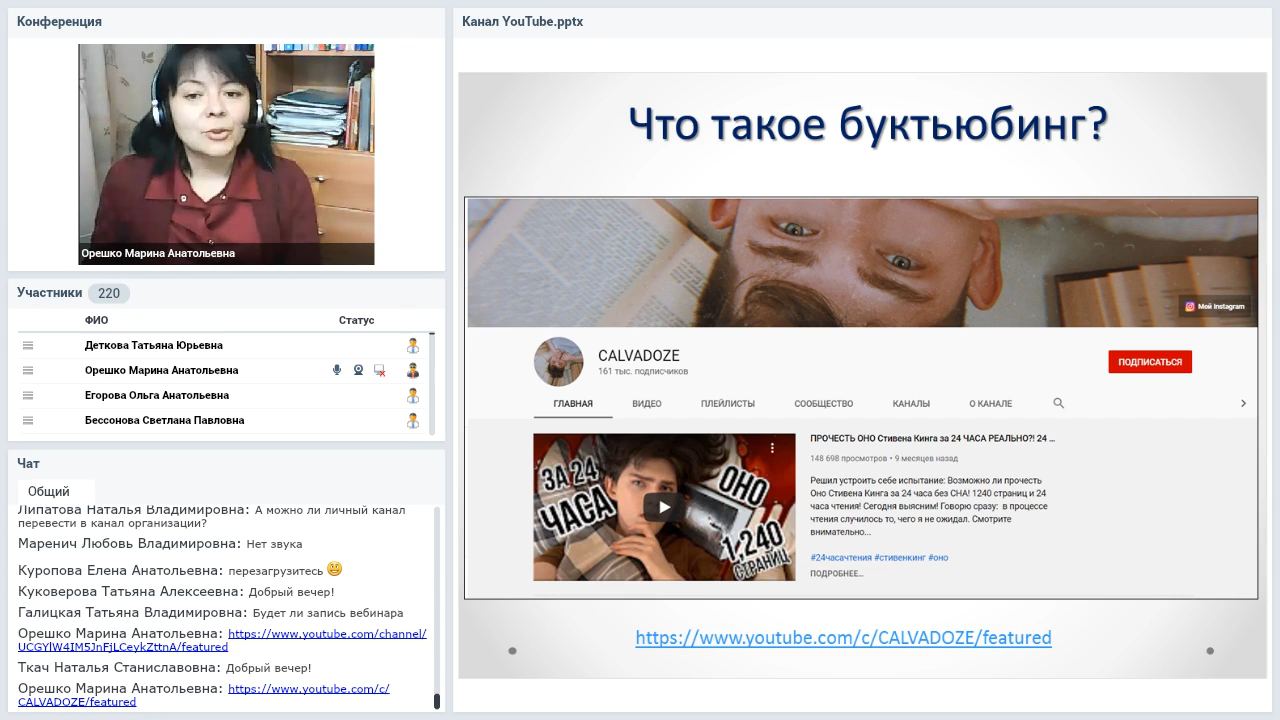 Конференция
Орешко Марина Анатольевна
Участники 220
ФИО Статус
Деткова Татьяна Юрьевна
Орешко Марина Анатольевна
Егорова Ольга Анатольевна
Бессонова Светлана Павловна
Чат
Общий
Липатова Наталья Владимировна: А можно ли личный канал
перевести в канал организации?
Маренич Любовь Владимировна: Нет звука
Куропова Елена Анатольевна: перезагрузитесь
Куковерова Татьяна Алексеевна: Добрый вечер!
Галицкая Татьяна Владимировна: Будет ли запись вебинара
Орешко Марина Анатольевна: https://www.youtube.com/channel/
UCGYlW4IM5JnFjLCeykZttnA/featured
Ткач Наталья Станиславовна: Добрый вечер!
Орешко Марина Анатольевна: https://www.youtube.com/c/
CALVADOZE/featured
Канал YouTube.pptx
Что такое буктьюбинг?
Мой Instagram
CALVADOZE
161 тыс. подписчиков
ПОДПИСАТЬСЯ
ГЛАВНАЯ ВИДЕО ПЛЕЙЛИСТЫ СООБЩЕСТВО КАНАЛЫ О КАНАЛЕ
ЗА 24
ЧАСА
ОНО
1,240
СТРАНИЦ
ПРОЧЕСТЬ ОНО Стивена Кинга за 24 ЧАСА РЕАЛЬНО?! 24 ...
148 698 просмотров • 9 месяцев назад
Решил устроить себе испытание: Возможно ли прочесть
Оно Стивена Кинга за 24 часа без СНА! 1240 страниц и 24
часа чтения! Сегодня выясним! Говорю сразу: в процессе
чтения случилось то, чего я не ожидал. Смотрите
внимательно...
#24часачтения #стивенкинг #оно
ПОДРОБНЕЕ...
https://www.youtube.com/c/CALVADOZE/featured